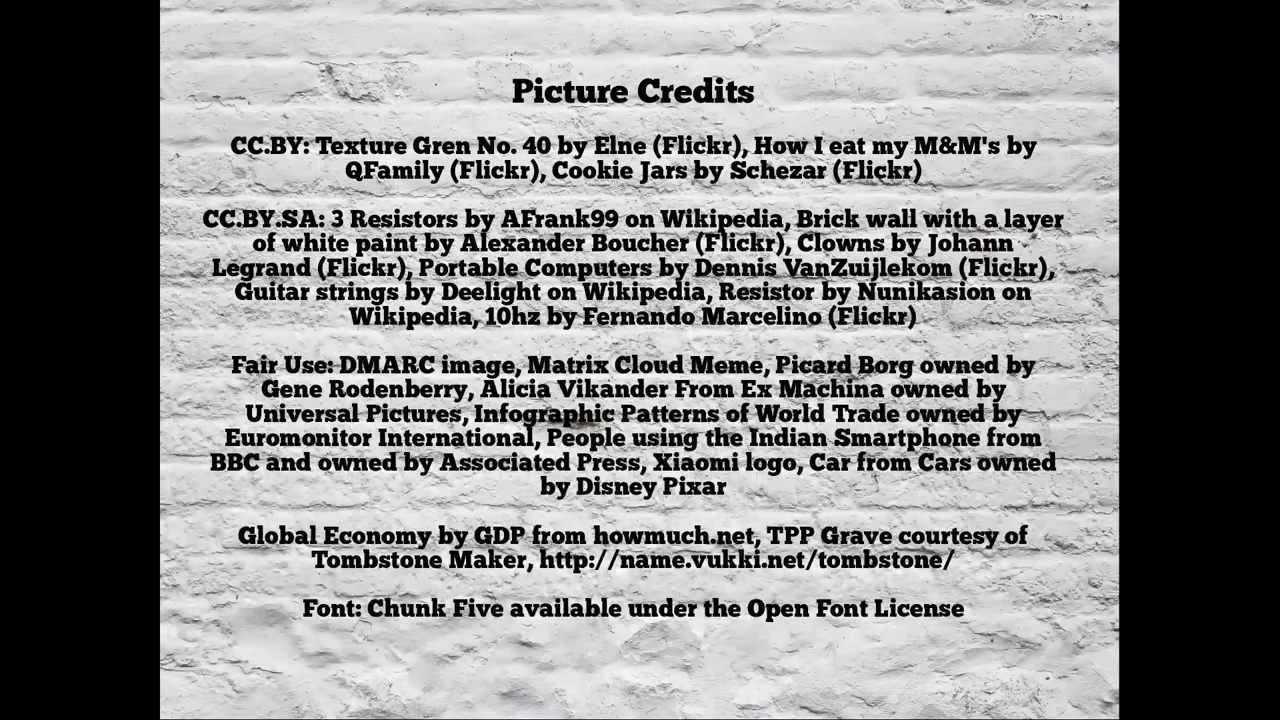 Picture Credits
CC.BY: Texture Gren No. 40 by Elne (Flickr), How I eat my M&M's by
QFamily (Flickr), Cookie Jars by Schezar (Flickr)
CC.BY.SA: 3 Resistors by AFrank99 on Wikipedia, Brick wall with a layer
of white paint by Alexander Boucher (Flickr), Clowns by Johann
Legrand (Flickr), Portable Computers by Dennis VanZuijlekom (Flickr),
Guitar strings by Deelight on Wikipedia, Resistor by Nunikasion on
Wikipedia, 10hz by Fernando Marcelino (Flickr)
Fair Use: DMARC image, Matrix Cloud Meme, Picard Borg owned by
Gene Rodenberry, Alicia Vikander From Ex Machina owned by
Universal Pictures, Infographic Patterns of World Trade owned by
Euromonitor International, People using the Indian Smartphone from
BBC and owned by Associated Press, Xiaomi logo, Car from Cars owned
by Disney Pixar
Global Economy by GDP from howmuch.net, TPP Grave courtesy of
Tombstone Maker, http://name.vukki.net/tombstone/
Font: Chunk Five available under the Open Font License